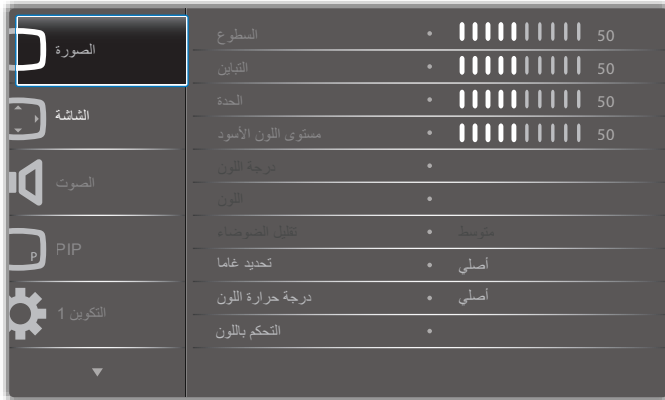 الصورة
الشاشة
الصوت
PIP
P
التكوين 1
السطوع • 50
التباين • 50
الحدة • 50
مستوى اللون الأسود • 50
درجة اللون •
اللون •
تقليل الضوضاء • متوسط
تحديد غاما • أصلي
درجة حرارة اللون • أصلي
التحكم باللون •